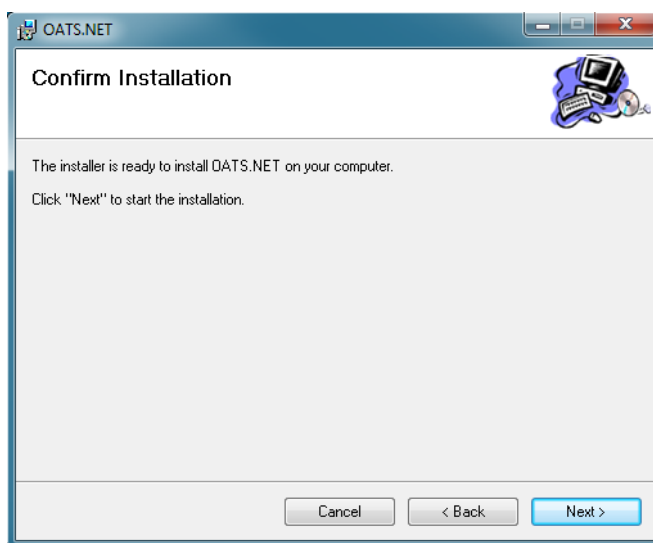 OATS.NET
Confirm Installation
The installer is ready to install OATS.NET on your computer.
Click "Next" to start the installation.
Cancel
< Back
Next >